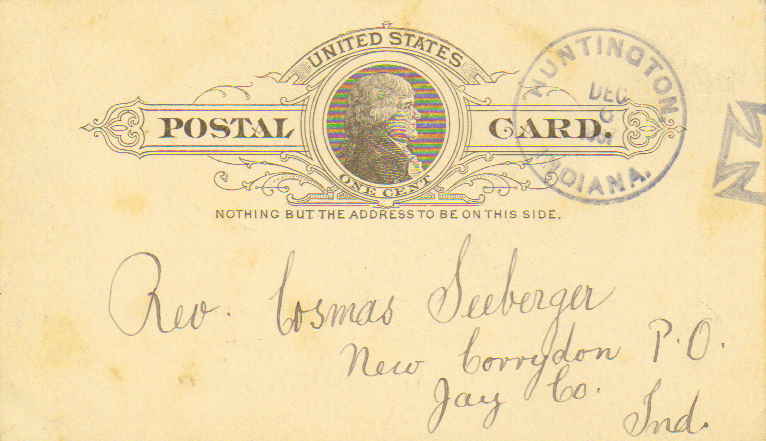 UNITED STATES
POSTAL CARD.
ONE CENT
NOTHING BUT THE ADDRESS TO BE ON THIS SIDE.
HUNTINGTON,
DEC
6
INDIANA.
Rev. Cosmas Seeberger
New Corrydon P.O.
Jay Co.
Ind.